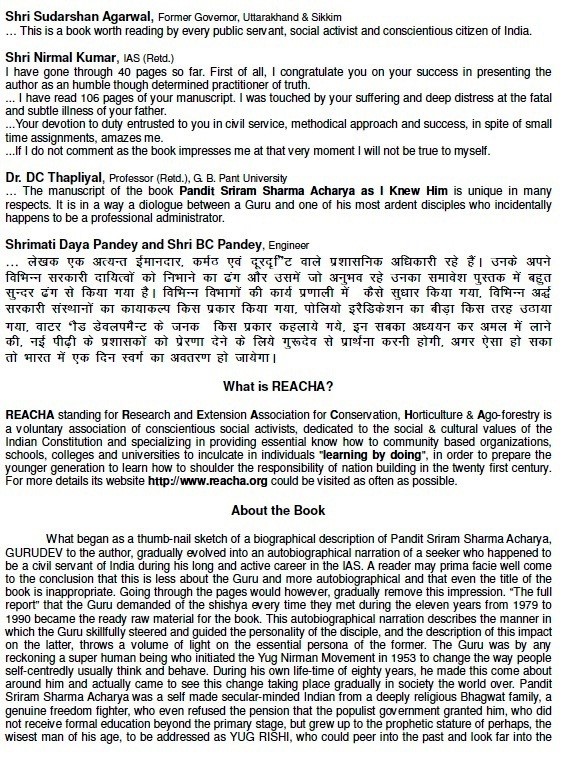 Shri Sudarshan Agarwal, Former Governor, Uttarakhand & Sikkim
… This is a book worth reading by every public servant, social activist and conscientious citizen of India.
Shri Nirmal Kumar, IAS (Retd.)
I have gone through 40 pages so far. First of all, I congratulate you on your success in presenting the
author as an humble though determined practitioner of truth.
... I have read 106 pages of your manuscript. I was touched by your suffering and deep distress at the fatal
and subtle illness of your father.
...Your devotion to duty entrusted to you in civil service, methodical approach and success, in spite of small
time assignments, amazes me.
...If I do not comment as the book impresses me at that very moment I will not be true to myself.
Dr. DC Thapliyal, Professor (Retd.), G. B. Pant University
… The manuscript of the book Pandit Sriram Sharma Acharya as I Knew Him is unique in many
respects. It is in a way a dialogue between a Guru and one of his most ardent disciples who incidentally
happens to be a professional administrator.
Shrimati Daya Pandey and Shri BC Pandey, Engineer
... लेखक एक अत्यन्त ईमानदार, कर्मठ एवं दूरदृ टि वाले प्रशासनिक अधिकारी रहे हैं। उनके अपने
विभिन्न सरकारी दायित्वों को निभाने का ढंग और उसमें जो अनुभव रहे उनका समावेश पुस्तक में बहुत
सुन्दर ढंग से किया गया है। विभिन्न विभागों की कार्य प्रणाली में कैसे सुधार किया गया, विभिन्न अर्द्ध
सरकारी संस्थानों का कायाकल्प किस प्रकार किया गया, पोलियो इरैडिकेशन का बीड़ा किस तरह उठाया
गया, वाटर ौड डेवलपमैन्ट के जनक किस प्रकार कहलाये गये, इन सबका अध्ययन कर अमल में लाने
की, नई पीढ़ी के प्रशासकों को प्रेरणा देने के लिये गुरूदेव से प्रार्थना करनी होगी, अगर ऐसा हो सका
तो भारत में एक दिन स्वर्ग का अवतरण हो जायेगा।
What is REACHA?
REACHA standing for Research and Extension Association for Conservation, Horticulture & Ago-forestry is
a voluntary association of conscientious social activists, dedicated to the social & cultural values of the
Indian Constitution and specializing in providing essential know how to community based organizations,
schools, colleges and universities to inculcate in individuals "learning by doing", in order to prepare the
younger generation to learn how to shoulder the responsibility of nation building in the twenty first century.
For more details its website http://www.reacha.org could be visited as often as possible.
About the Book
What began as a thumb-nail sketch of a biographical description of Pandit Sriram Sharma Acharya,
GURUDEV to the author, gradually evolved into an autobiographical narration of a seeker who happened to
be a civil servant of India during his long and active career in the IAS. A reader may prima facie well come
to the conclusion that this is less about the Guru and more autobiographical and that even the title of the
book is inappropriate. Going through the pages would however, gradually remove this impression. "The full
report" that the Guru demanded of the shishya every time they met during the eleven years from 1979 to
1990 became the ready raw material for the book. This autobiographical narration describes the manner in
which the Guru skillfully steered and guided the personality of the disciple, and the description of this impact
on the latter, throws a volume of light on the essential persona of the former. The Guru was by any
reckoning a super human being who initiated the Yug Nirman Movement in 1953 to change the way people
self-centredly usually think and behave. During his own life-time of eighty years, he made this come about
around him and actually came to see this change taking place gradually in society the world over. Pandit
Sriram Sharma Acharya was a self made secular-minded Indian from a deeply religious Bhagwat family, a
genuine freedom fighter, who even refused the pension that the populist government granted him, who did
not receive formal education beyond the primary stage, but grew up to the prophetic stature of perhaps, the
wisest man of his age, to be addressed as YUG RISHI, who could peer into the past and look far into the